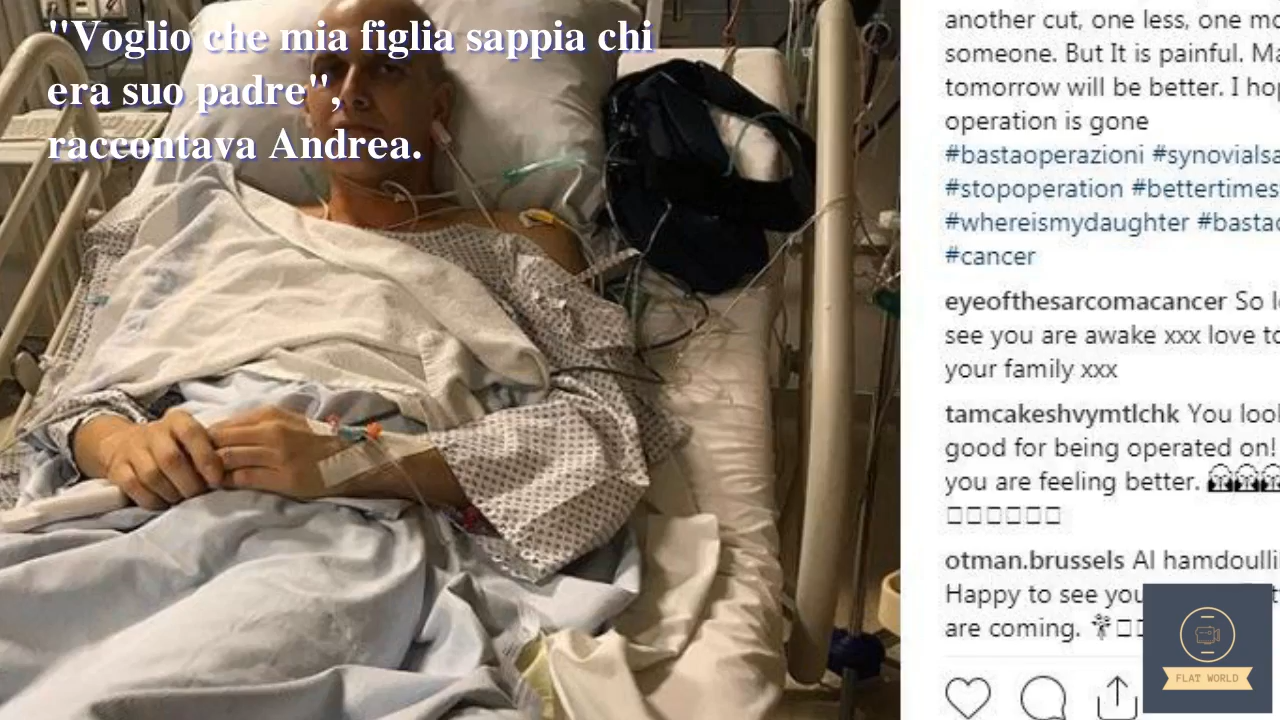 "Voglio che mia figlia sappia chi
era suo padre",
raccontava Andrea.
another cut, one less, one mo
someone. But It is painful. Ma
tomorrow will be better. I hop
operation is gone
#bastaoperazioni #synovialsa
#stopoperation #bettertimes
#whereismydaughter #bastao
#cancer
eyeofthesarcomacancer So lo
see you are awake xxx love to
your family xxx
tamcakeshvymtlchk You look
good for being operated on!
you are feeling better.
otman.brussels Al hamdoullil
Happy to see you
are coming.
FLAT WORLD